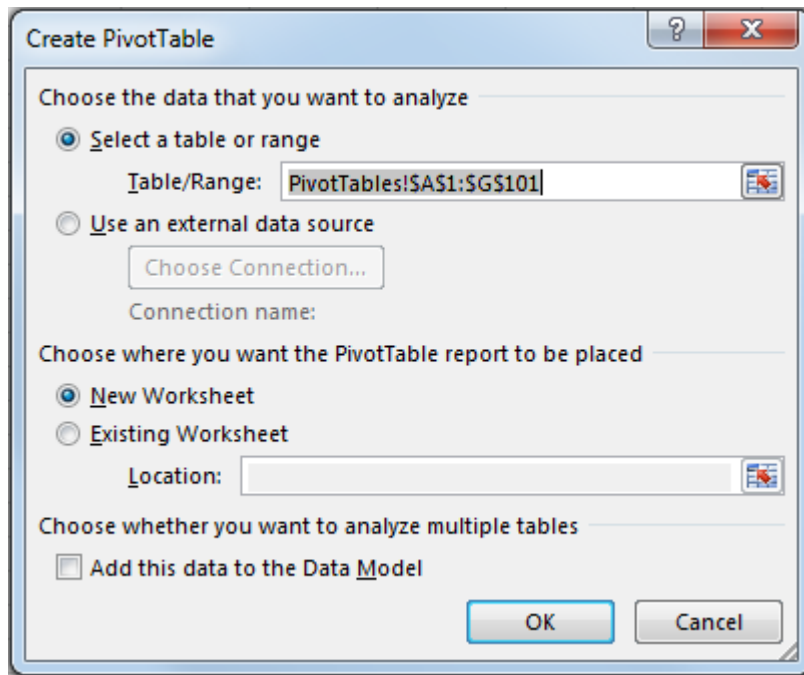 Create PivotTable
?
Choose the data that you want to analyze
Select a table or range
Table/Range: PivotTables!$A$1:$G$101
Use an external data source
Choose Connection...
Connection name:
Choose where you want the PivotTable report to be placed
New Worksheet
Existing Worksheet
Location:
Choose whether you want to analyze multiple tables
Add this data to the Data Model
OK Cancel